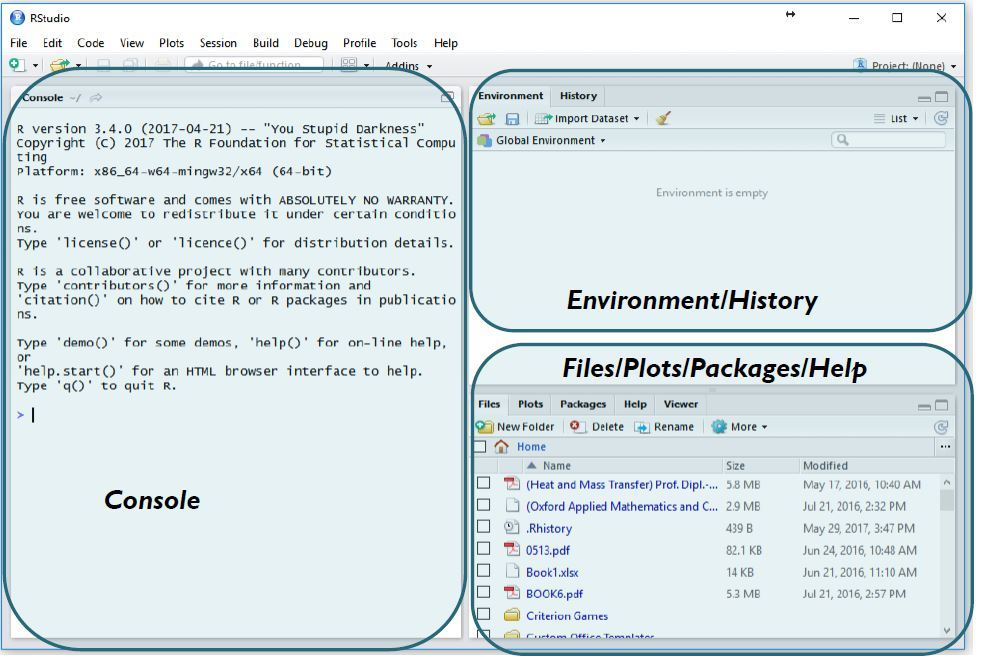 RStudio
File Edit Code View Plots Session Build Debug Profile Tools Help
Go to file/function Addins Project: (None)
Console ~/
R version 3.4.0 (2017-04-21) -- "You Stupid Darkness"
Copyright (C) 2017 The R Foundation for Statistical Compu
ting
Platform: x86_64-w64-mingw32/x64 (64-bit)
R is free software and comes with ABSOLUTELY NO WARRANTY.
You are welcome to redistribute it under certain conditio
ns.
Type 'license()' or 'licence()' for distribution details.
R is a collaborative project with many contributors.
Type 'contributors()' for more information and
'citation()' on how to cite R or R packages in publicatio
ns.
Type 'demo()' for some demos, 'help()' for on-line help,
or
'help.start()' for an HTML browser interface to help.
Type 'q()' to quit R.
>
Console
Environment History
Import Dataset List
Global Environment
Environment is empty
Environment/History
Files/Plots/Packages/Help
Files Plots Packages Help Viewer
New Folder Delete Rename More
Home ...
Name Size Modified
(Heat and Mass Transfer) Prof. Dipl.-... 5.8 MB May 17, 2016, 10:40 AM
(Oxford Applied Mathematics and C... 2.9 MB Jul 21, 2016, 2:32 PM
.Rhistory 439 B May 29, 2017, 3:47 PM
0513.pdf 82.1 KB Jun 24, 2016, 10:48 AM
Book1.xlsx 14 KB Jun 21, 2016, 11:10 AM
BOOK6.pdf 5.3 MB Jul 21, 2016, 2:57 PM
Criterion Games
Custom Office Templates